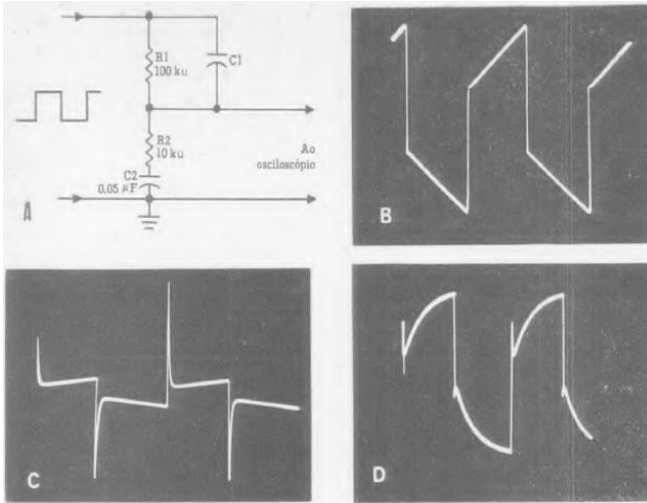 R1
100 kω
C1
R2
10 kω
C2
0.05 μF
Ao
osciloscópio
A
B
C
D